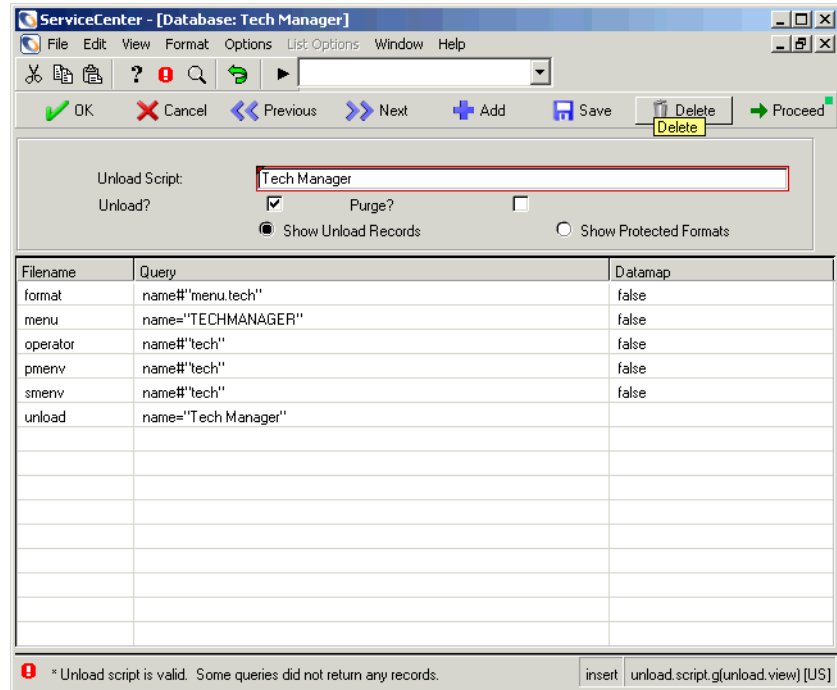 ServiceCenter - [Database: Tech Manager]
File Edit View Format Options List Options Window Help
OK Cancel Previous Next Add Save Delete Proceed
Delete
Unload Script: Tech Manager
Unload? Purge?
Show Unload Records Show Protected Formats
Filename Query Datamap
format name#"menu.tech" false
menu name="TECHMANAGER" false
operator name#"tech" false
pmenv name#"tech" false
smenv name#"tech" false
unload name="Tech Manager"
* Unload script is valid. Some queries did not return any records. insert unload.script.g(unload.view) [US]